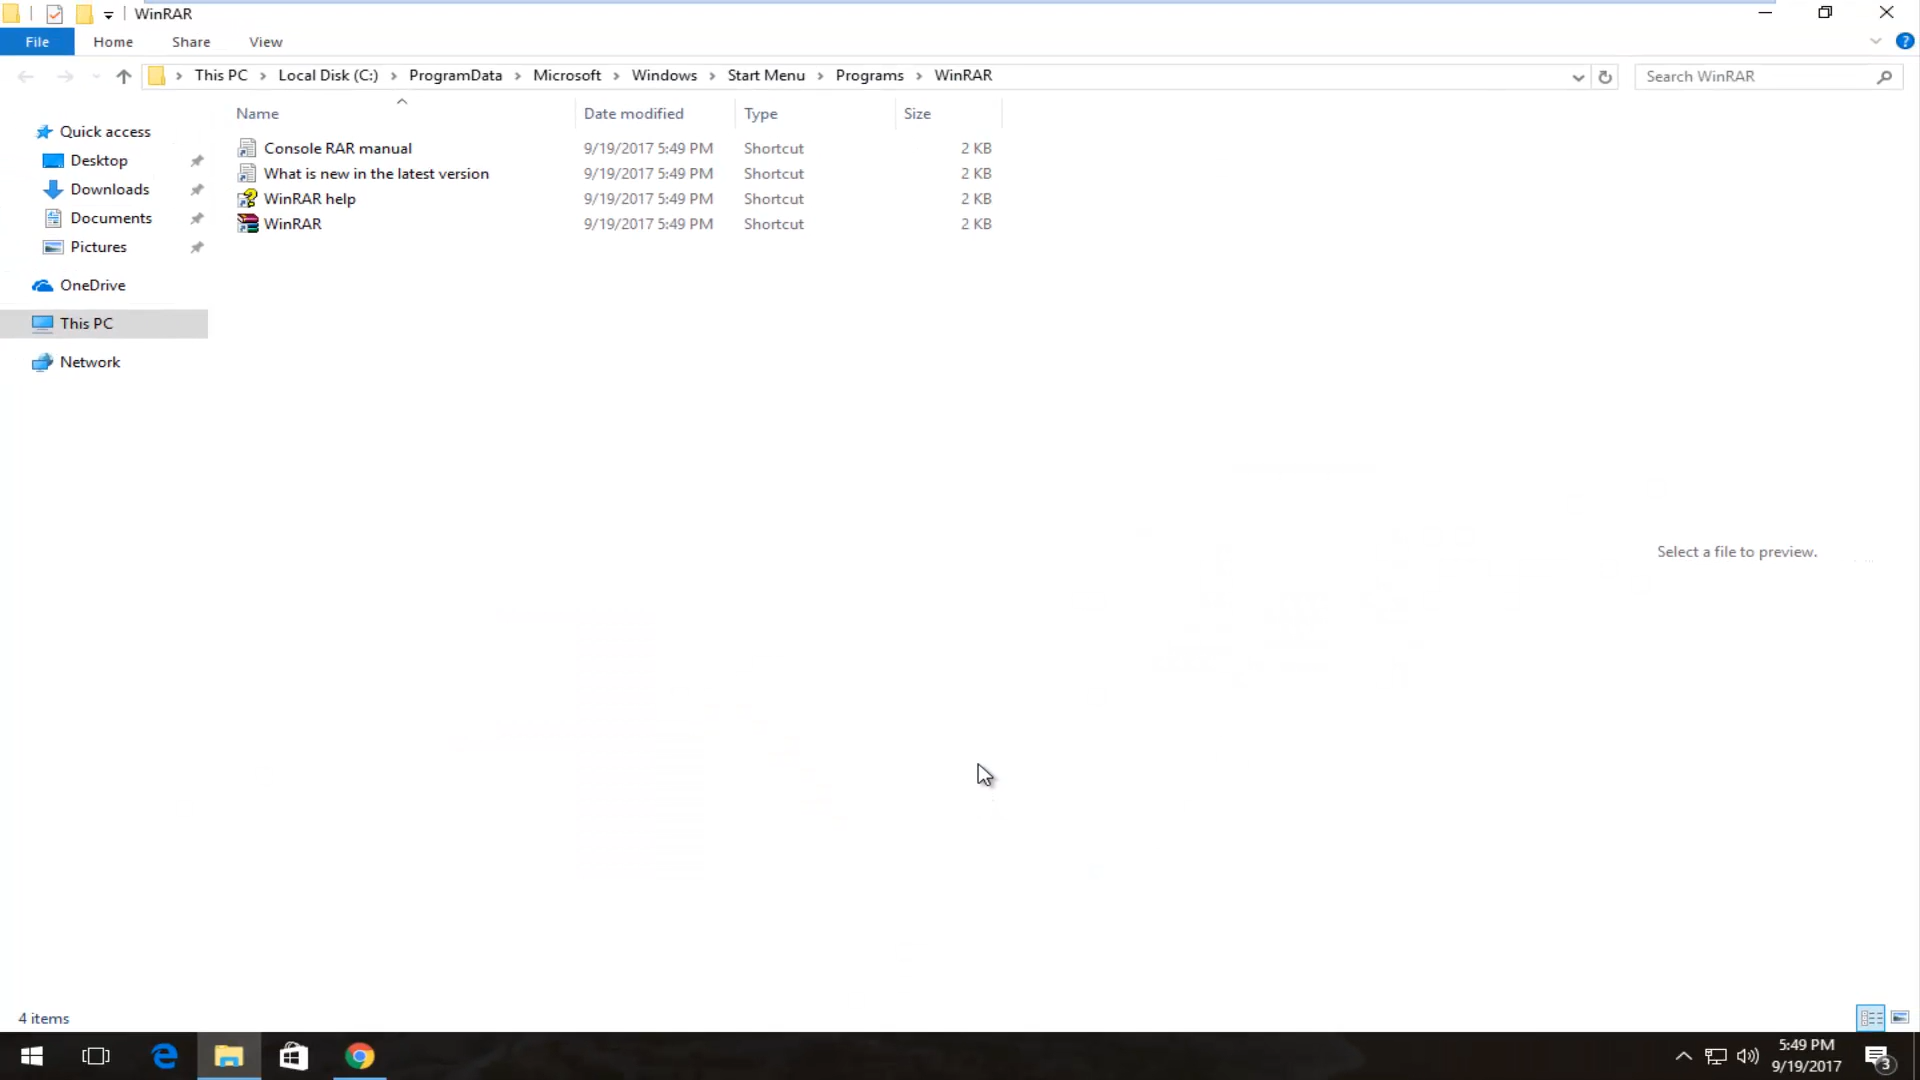 WinRAR
File Home Share View
This PC Local Disk (C:) ProgramData Microsoft Windows Start Menu Programs WinRAR
Search WinRAR
Name Date modified Type Size
Quick access
Desktop
Downloads
Documents
Pictures
OneDrive
This PC
Network
Console RAR manual 9/19/2017 5:49 PM Shortcut 2 KB
What is new in the latest version 9/19/2017 5:49 PM Shortcut 2 KB
WinRAR help 9/19/2017 5:49 PM Shortcut 2 KB
WinRAR 9/19/2017 5:49 PM Shortcut 2 KB
Select a file to preview.
4 items
5:49 PM
9/19/2017
3